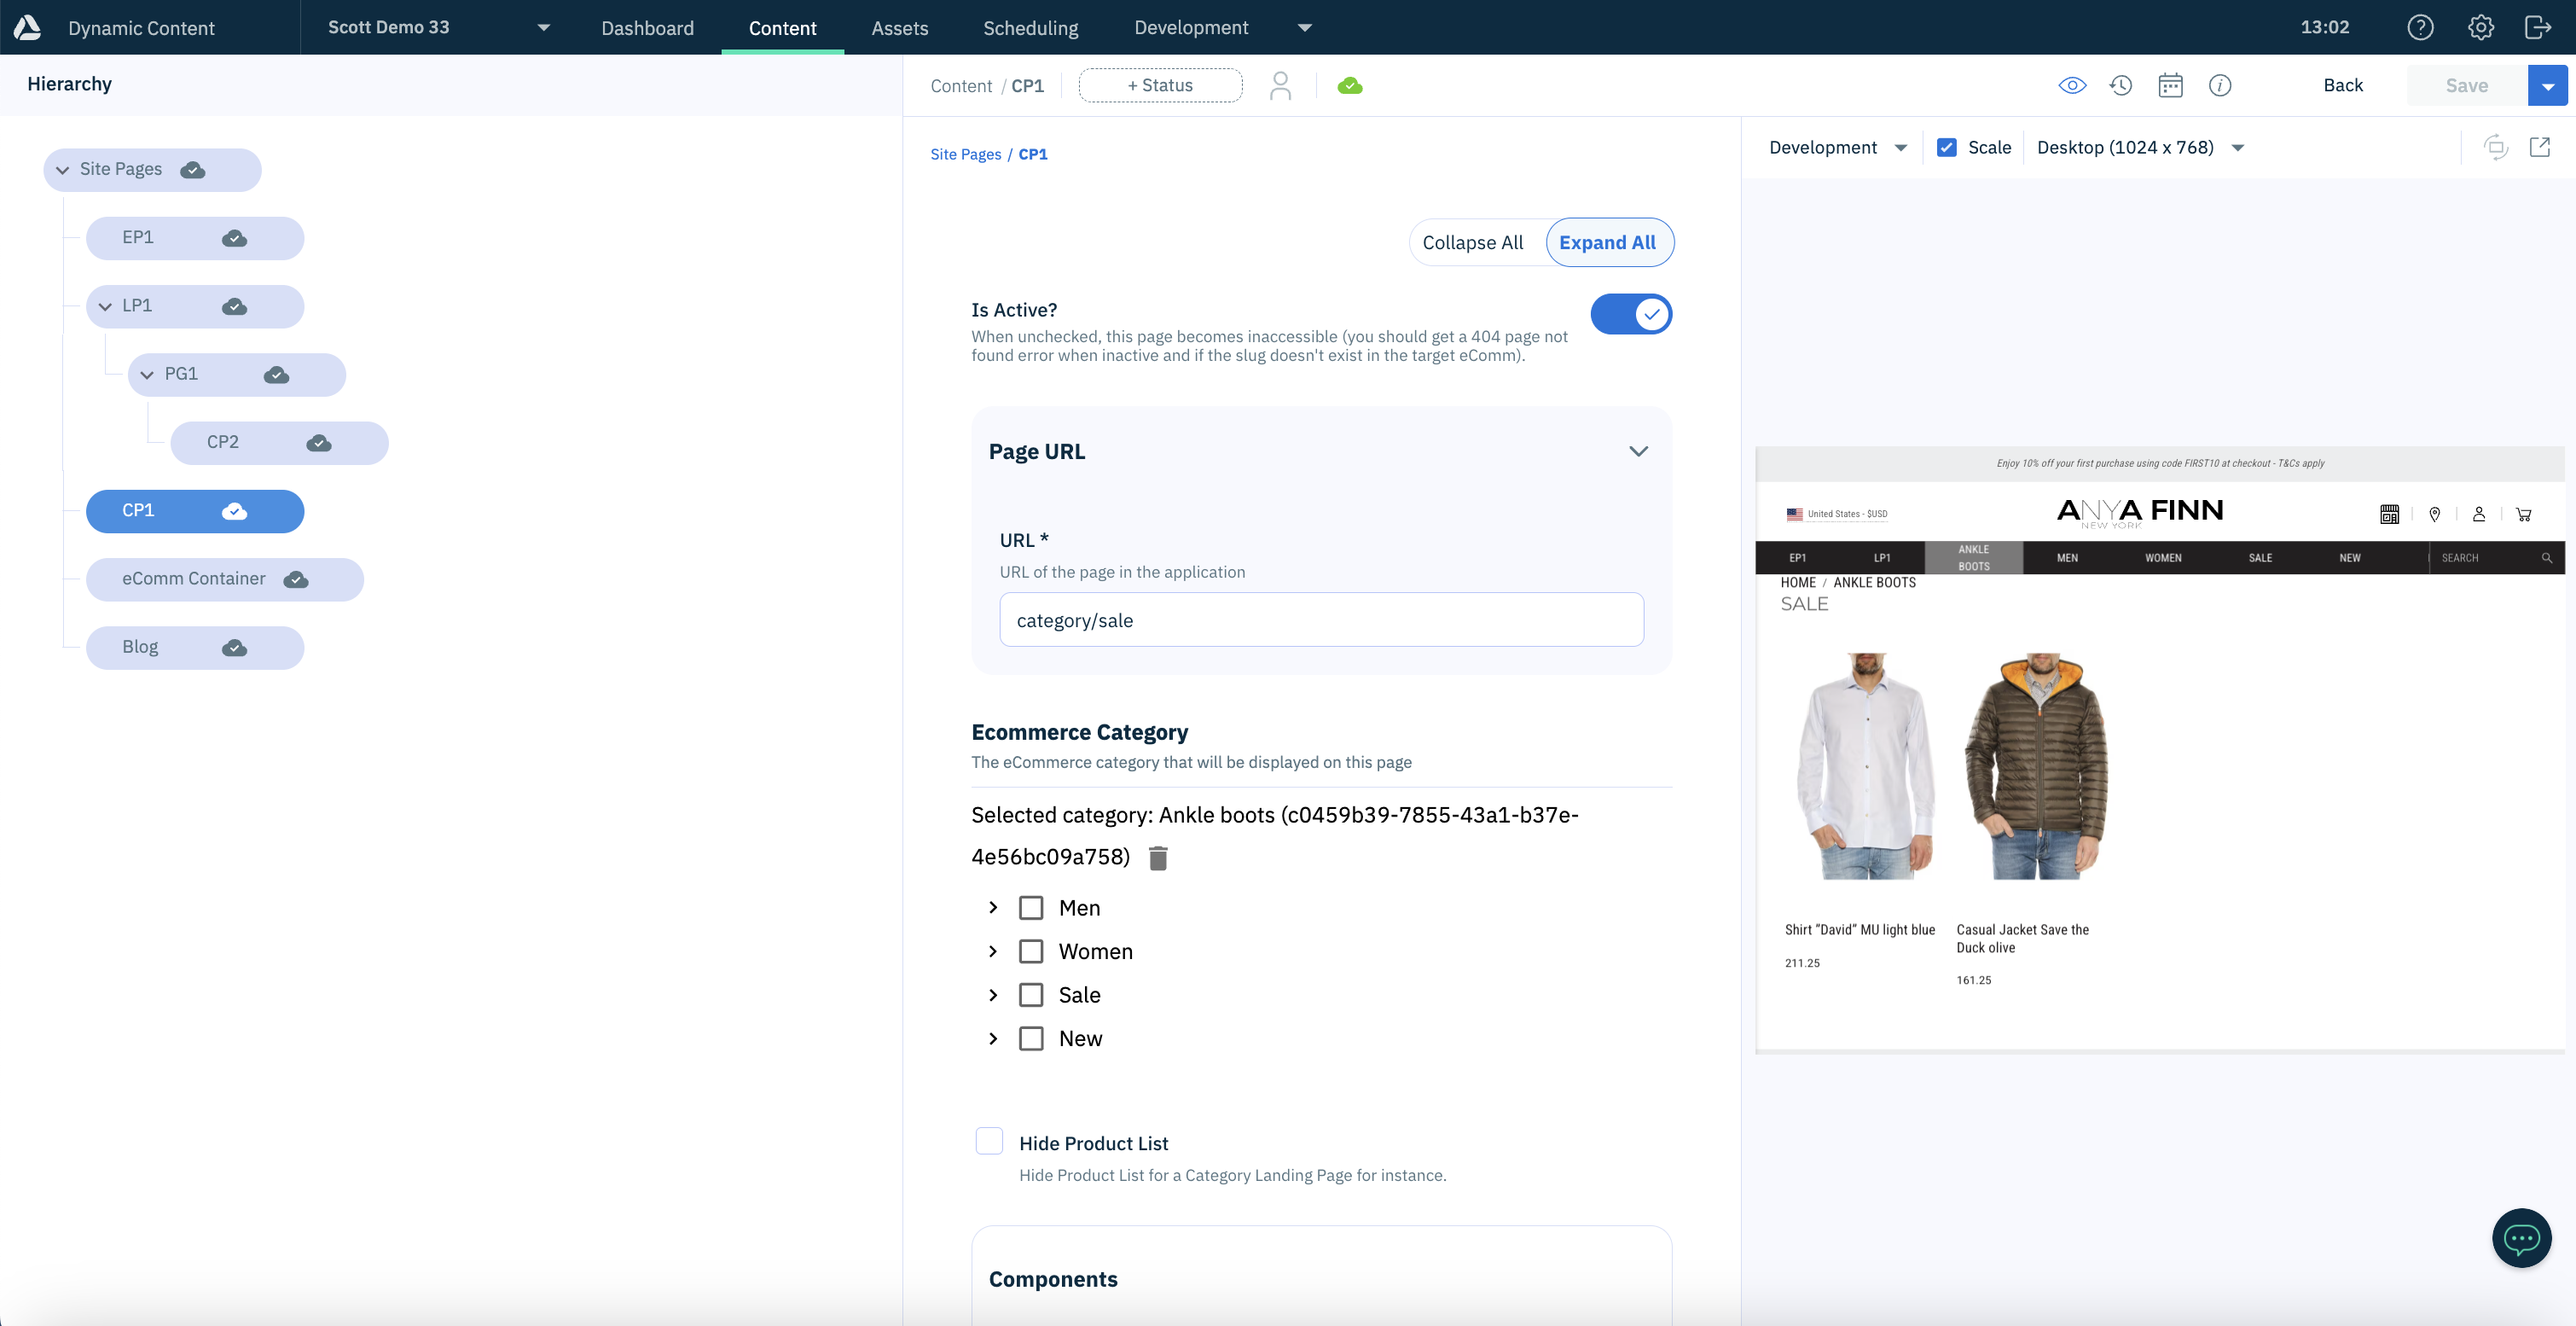 Dynamic Content
Scott Demo 33
Dashboard
Content
Assets
Scheduling
Development
13:02
Hierarchy
Content / CP1
+ Status
Back
Save
Site Pages
EP1
LP1
PG1
CP2
CP1
eComm Container
Blog
Site Pages / CP1
Collapse All
Expand All
Is Active?
When unchecked, this page becomes inaccessible (you should get a 404 page not
found error when inactive and if the slug doesn't exist in the target eComm).
Page URL
URL *
URL of the page in the application
category/sale
Ecommerce Category
The eCommerce category that will be displayed on this page
Selected category: Ankle boots (c0459b39-7855-43a1-b37e-
4e56bc09a758)
Men
Women
Sale
New
Hide Product List
Hide Product List for a Category Landing Page for instance.
Components
Development
Scale
Desktop (1024 x 768)
Enjoy 10% off your first purchase using code FIRST10 at checkout - T&Cs apply
United States - $USD
ANYA FINN
NEW YORK
EP1
LP1
ANKLE
BOOTS
MEN
WOMEN
SALE
NEW
SEARCH
HOME / ANKLE BOOTS
SALE
Shirt "David" MU light blue
211.25
Casual Jacket Save the
Duck olive
161.25